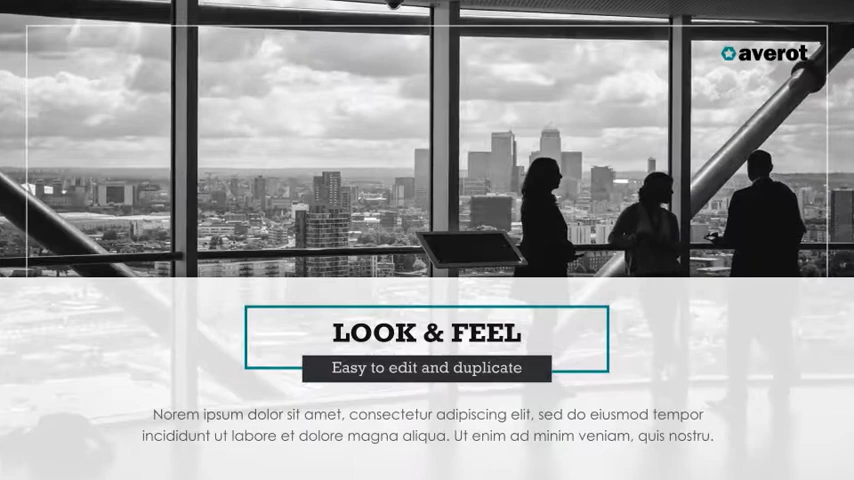 averot
LOOK & FEEL
Easy to edit and duplicate
Norem ipsum dolor sit amet, consectetur adipiscing elit, sed do eiusmod tempor
incididunt ut labore et dolore magna aliqua. Ut enim ad minim veniam, quis nostru.